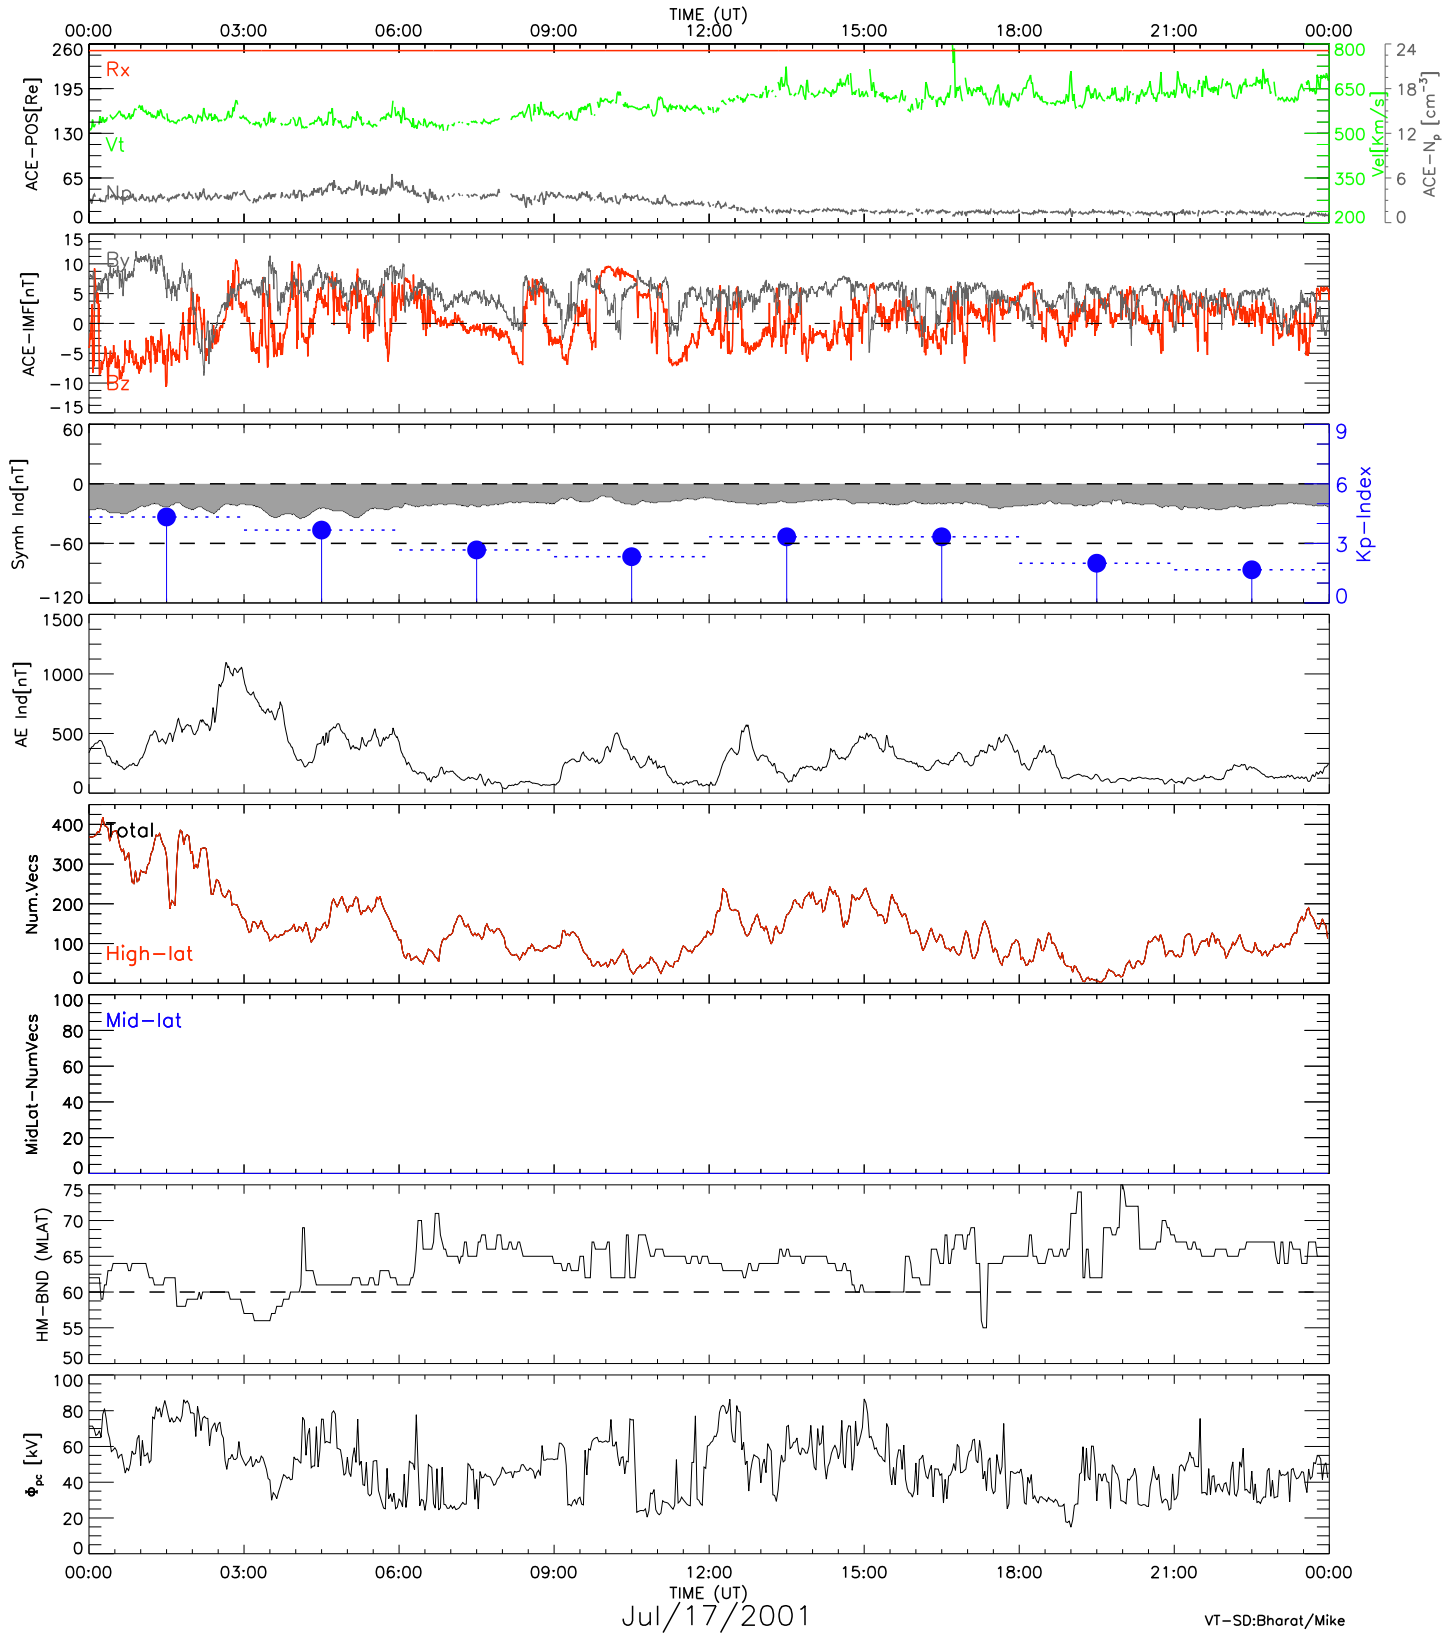 TIME (UT)
00:00 03:00 06:00 09:00 12:00 15:00 18:00 21:00 00:00
260 195 130 65 0
ACE-POS[Re]
Rx
Vt
Np
800 650 500 350 200
Vel[Km/s]
24 18 12 6 0
ACE-Np [cm-3]
15 10 5 0 -5 -10 -15
ACE-IMF[nT]
By
Bz
60 0 -60 -120
Symh Ind[nT]
9 6 3 0
Kp-Index
1500 1000 500 0
AE Ind[nT]
400 300 200 100 0
Num.Vecs
Total
High-lat
100 80 60 40 20 0
MidLat-NumVecs
Mid-lat
75 70 65 60 55 50
HM-BND (MLAT)
100 80 60 40 20 0
Φpc [kV]
00:00 03:00 06:00 09:00 12:00 15:00 18:00 21:00 00:00
TIME (UT)
Jul/17/2001
VT-SD:Bharat/Mike